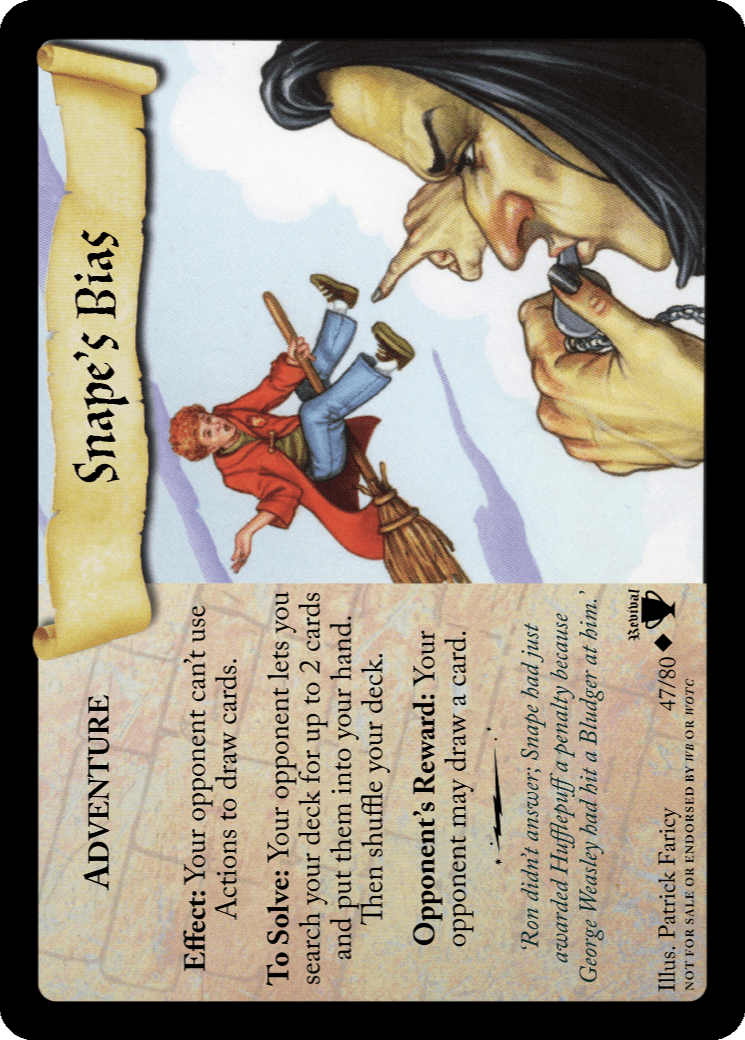 Snape's Bias
ADVENTURE
Effect: Your opponent can't use
Actions to draw cards.
To Solve: Your opponent lets you
search your deck for up to 2 cards
and put them into your hand.
Then shuffle your deck.
Opponent's Reward: Your
opponent may draw a card.
'Ron didn't answer; Snape had just
awarded Hufflepuff a penalty because
George Weasley had hit a Bludger at him.'
Revival
Illus. Patrick Faricy 47/80
NOT FOR SALE OR ENDORSED BY WB OR WOTC